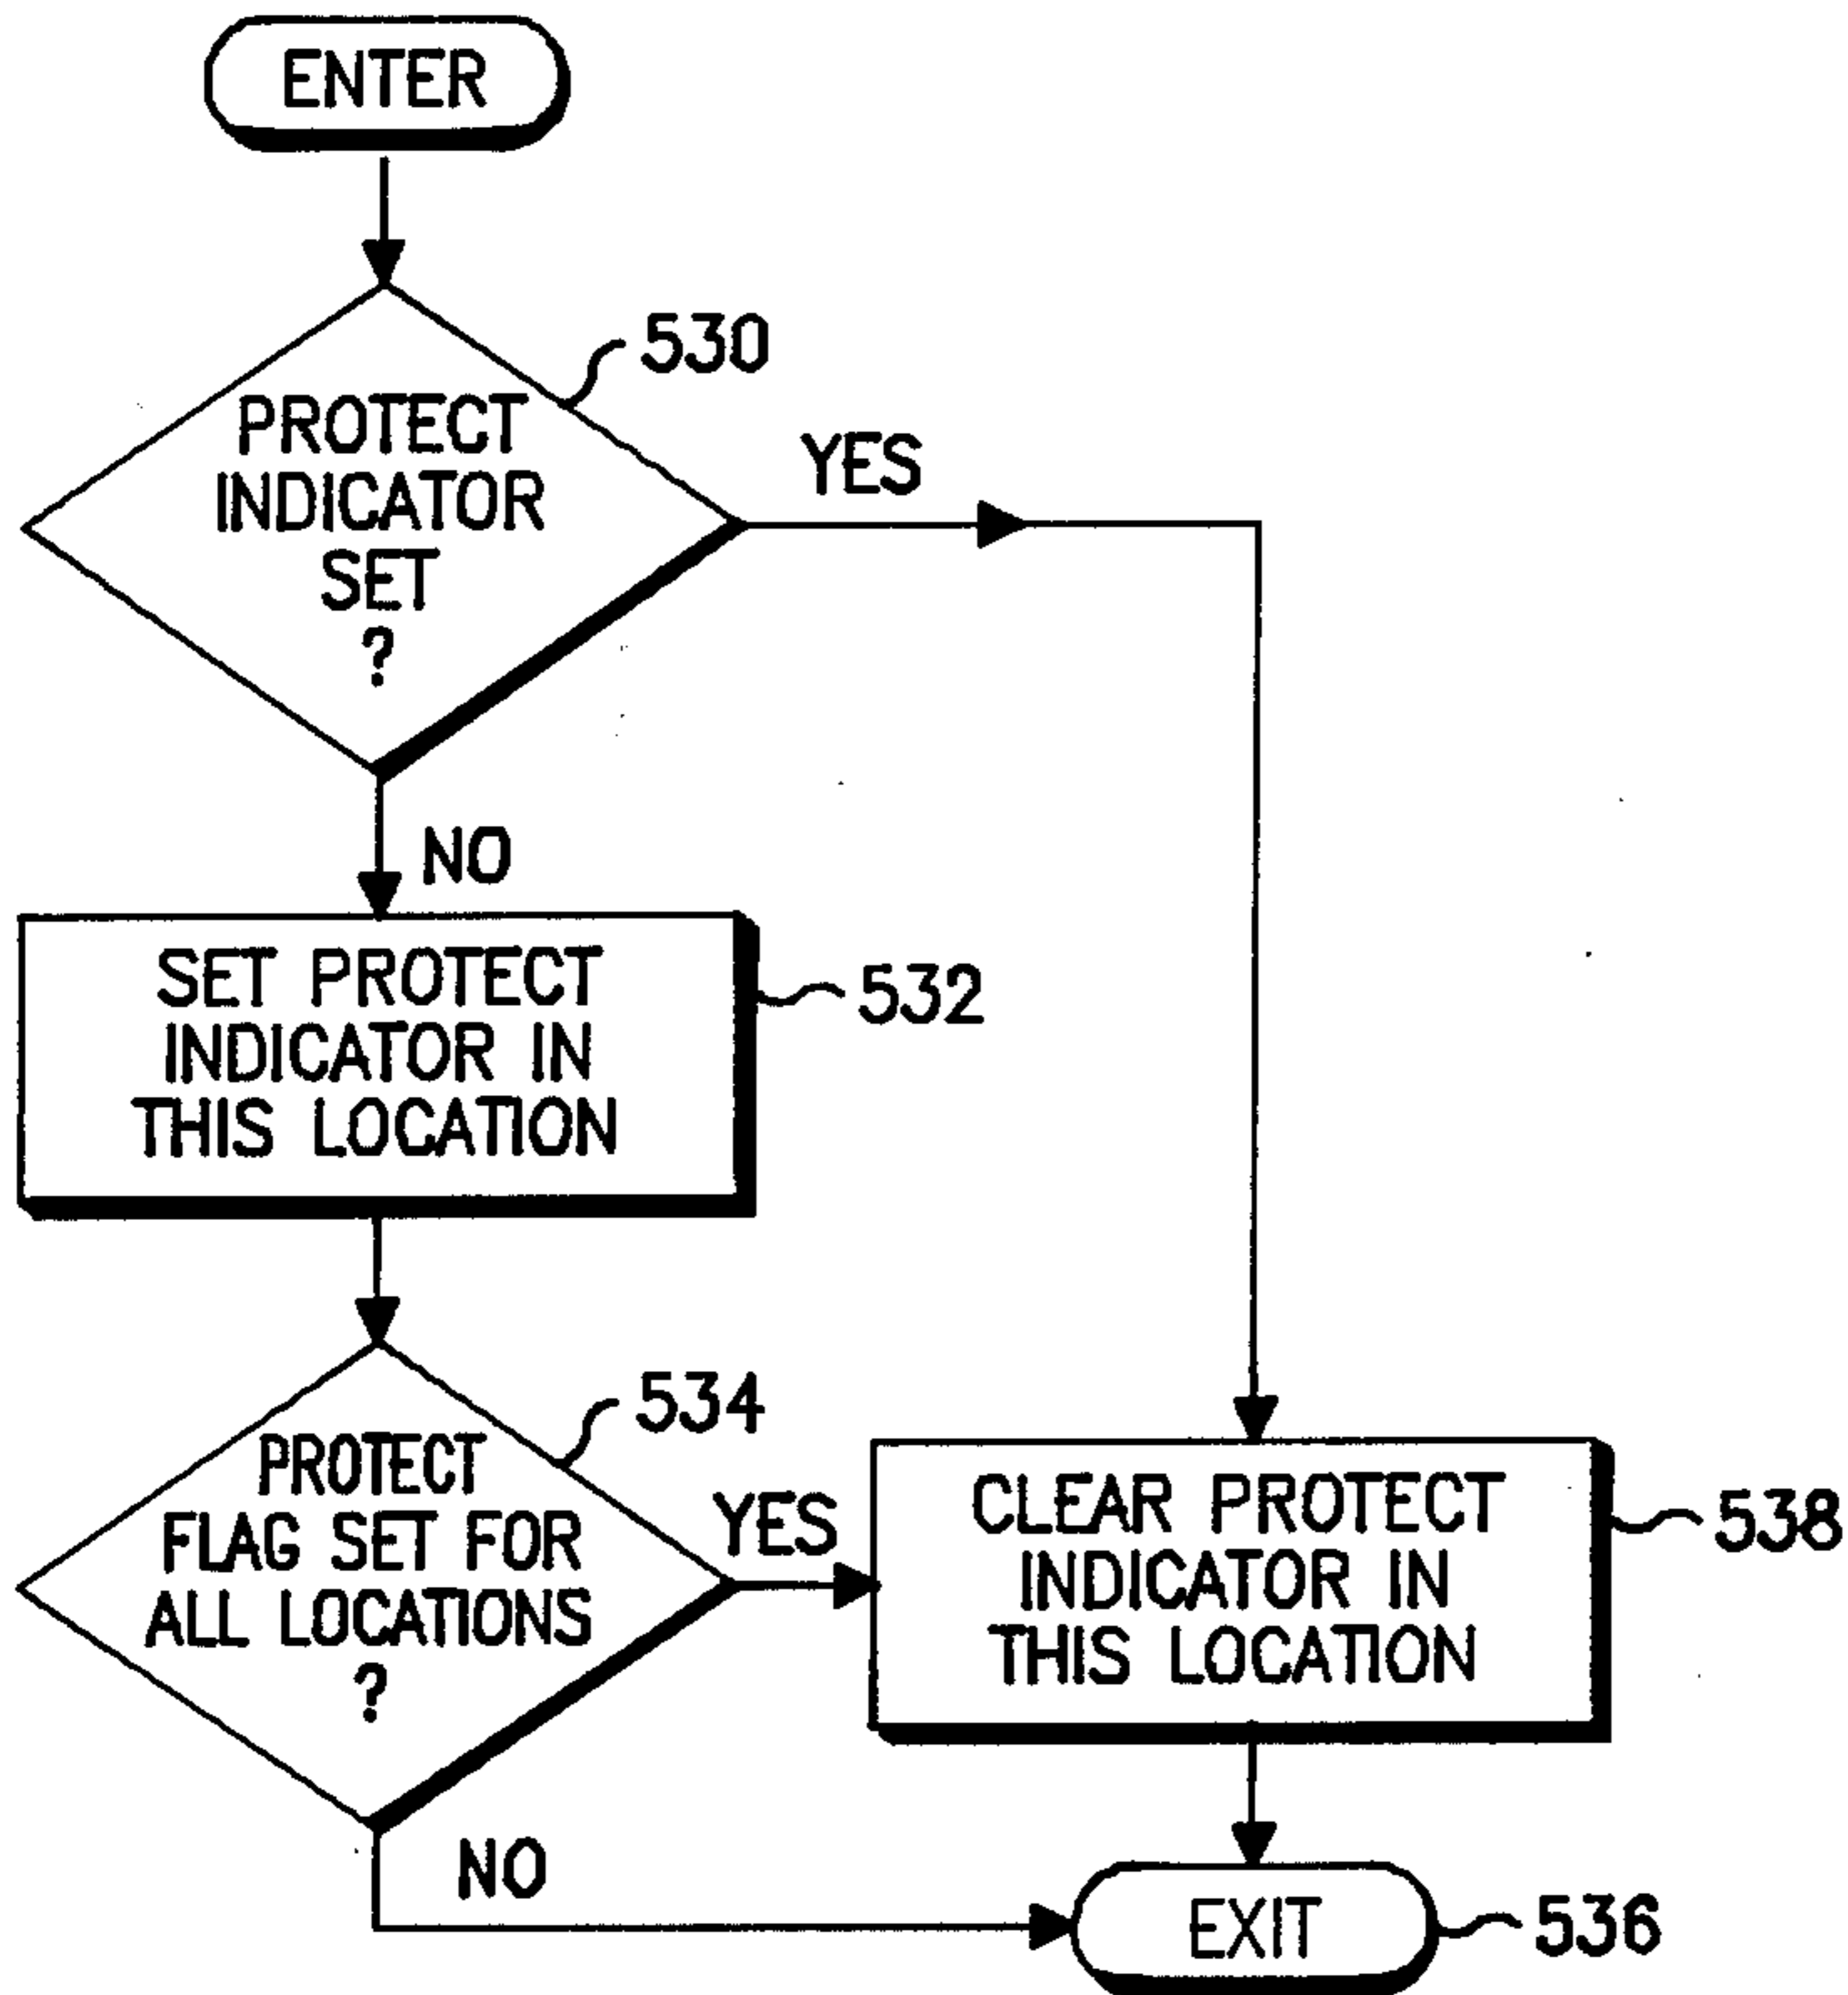 ENTER
530
PROTECT
INDICATOR
SET
?
YES
NO
SET PROTECT
INDICATOR IN
THIS LOCATION
532
534
PROTECT
FLAG SET FOR
ALL LOCATIONS
?
YES
CLEAR PROTECT
INDICATOR IN
THIS LOCATION
538
NO
EXIT
536